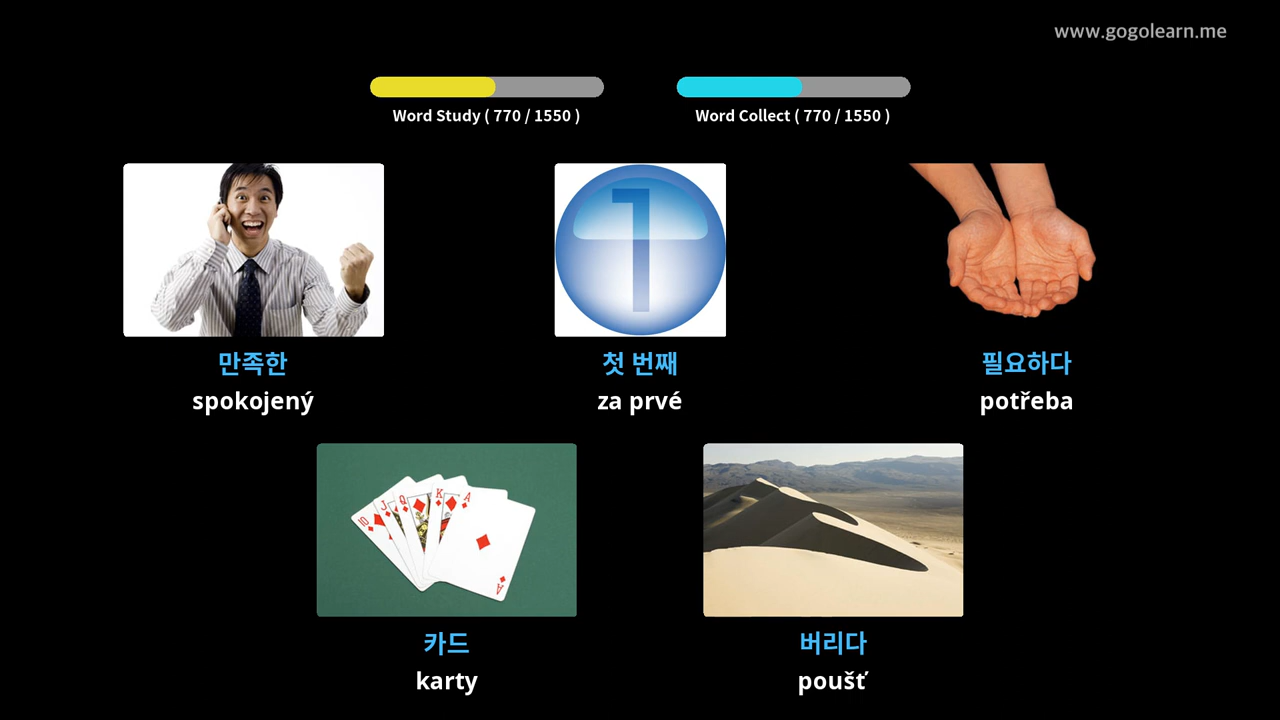 www.gogolearn.me
Word Study ( 770 / 1550 )
Word Collect ( 770 / 1550 )
만족한
spokojený
첫 번째
za prvé
필요하다
potřeba
10 J Q K A
A
카드
karty
버리다
poušť